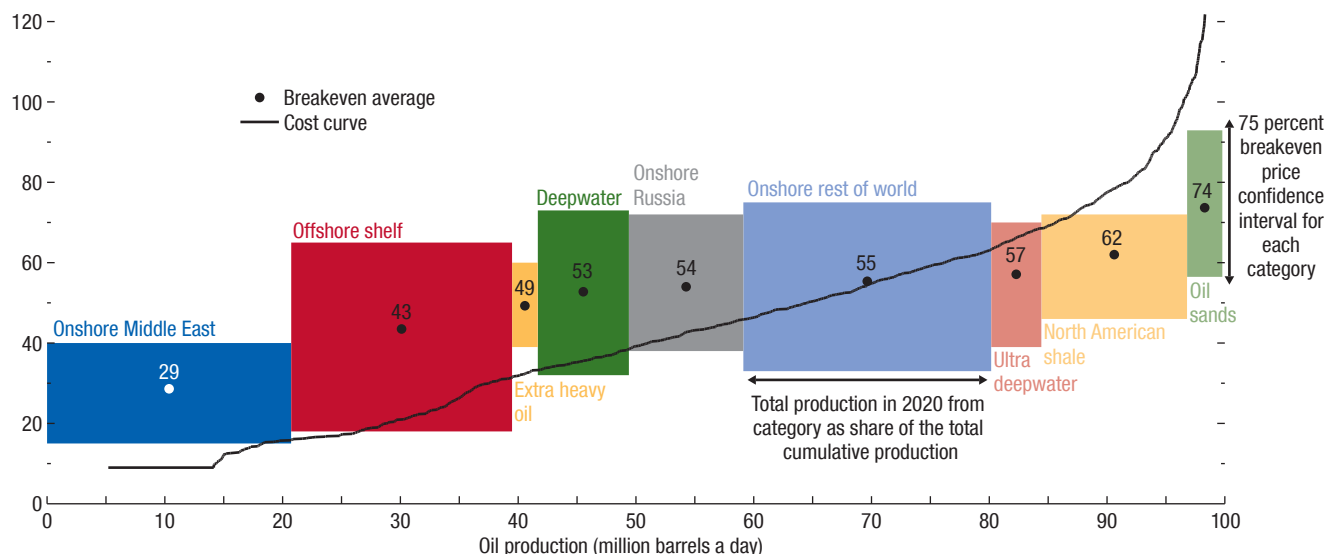 120
100
80
60
40
20
0
Breakeven average
Cost curve
Onshore Middle East
29
Offshore shelf
43
49
Extra heavy
oil
Deepwater
53
Onshore
Russia
54
Onshore rest of world
55
Total production in 2020 from
category as share of the total
cumulative production
57
Ultra
deepwater
62
North American
shale
74
Oil
sands
75 percent
breakeven
price
confidence
interval for
each
category
0 10 20 30 40 50 60 70 80 90 100
Oil production (million barrels a day)